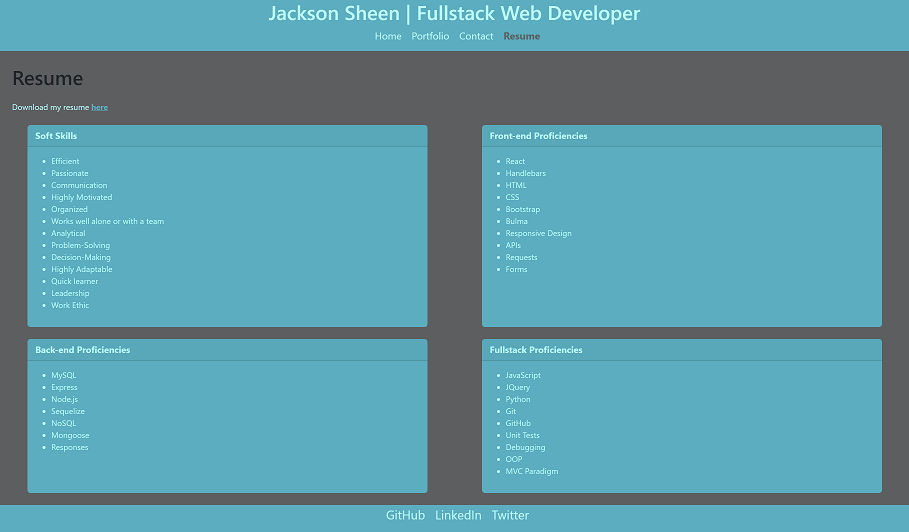 Jackson Sheen | Fullstack Web Developer
Home Portfolio Contact Resume
Resume
Download my resume here
Soft Skills
Efficient
Passionate
Communication
Highly Motivated
Organized
Works well alone or with a team
Analytical
Problem-Solving
Decision-Making
Highly Adaptable
Quick learner
Leadership
Work Ethic
Front-end Proficiencies
React
Handlebars
HTML
CSS
Bootstrap
Bulma
Responsive Design
APIs
Requests
Forms
Back-end Proficiencies
MySQL
Express
Node.js
Sequelize
NoSQL
Mongoose
Responses
Fullstack Proficiencies
JavaScript
JQuery
Python
Git
GitHub
Unit Tests
Debugging
OOP
MVC Paradigm
GitHub LinkedIn Twitter